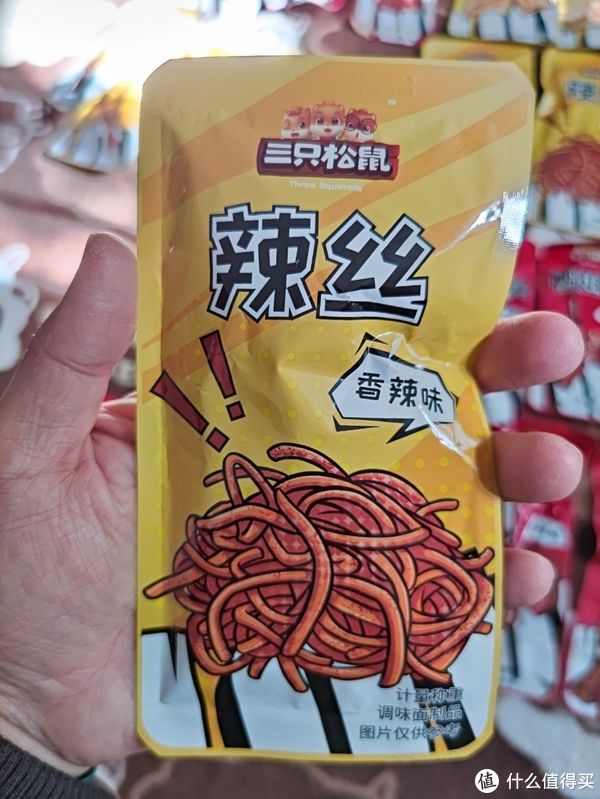 三只松鼠
Three Squirrels
辣丝
!!
香辣味
计量称重
调味面制品
图片仅供参考
值 什么值得买